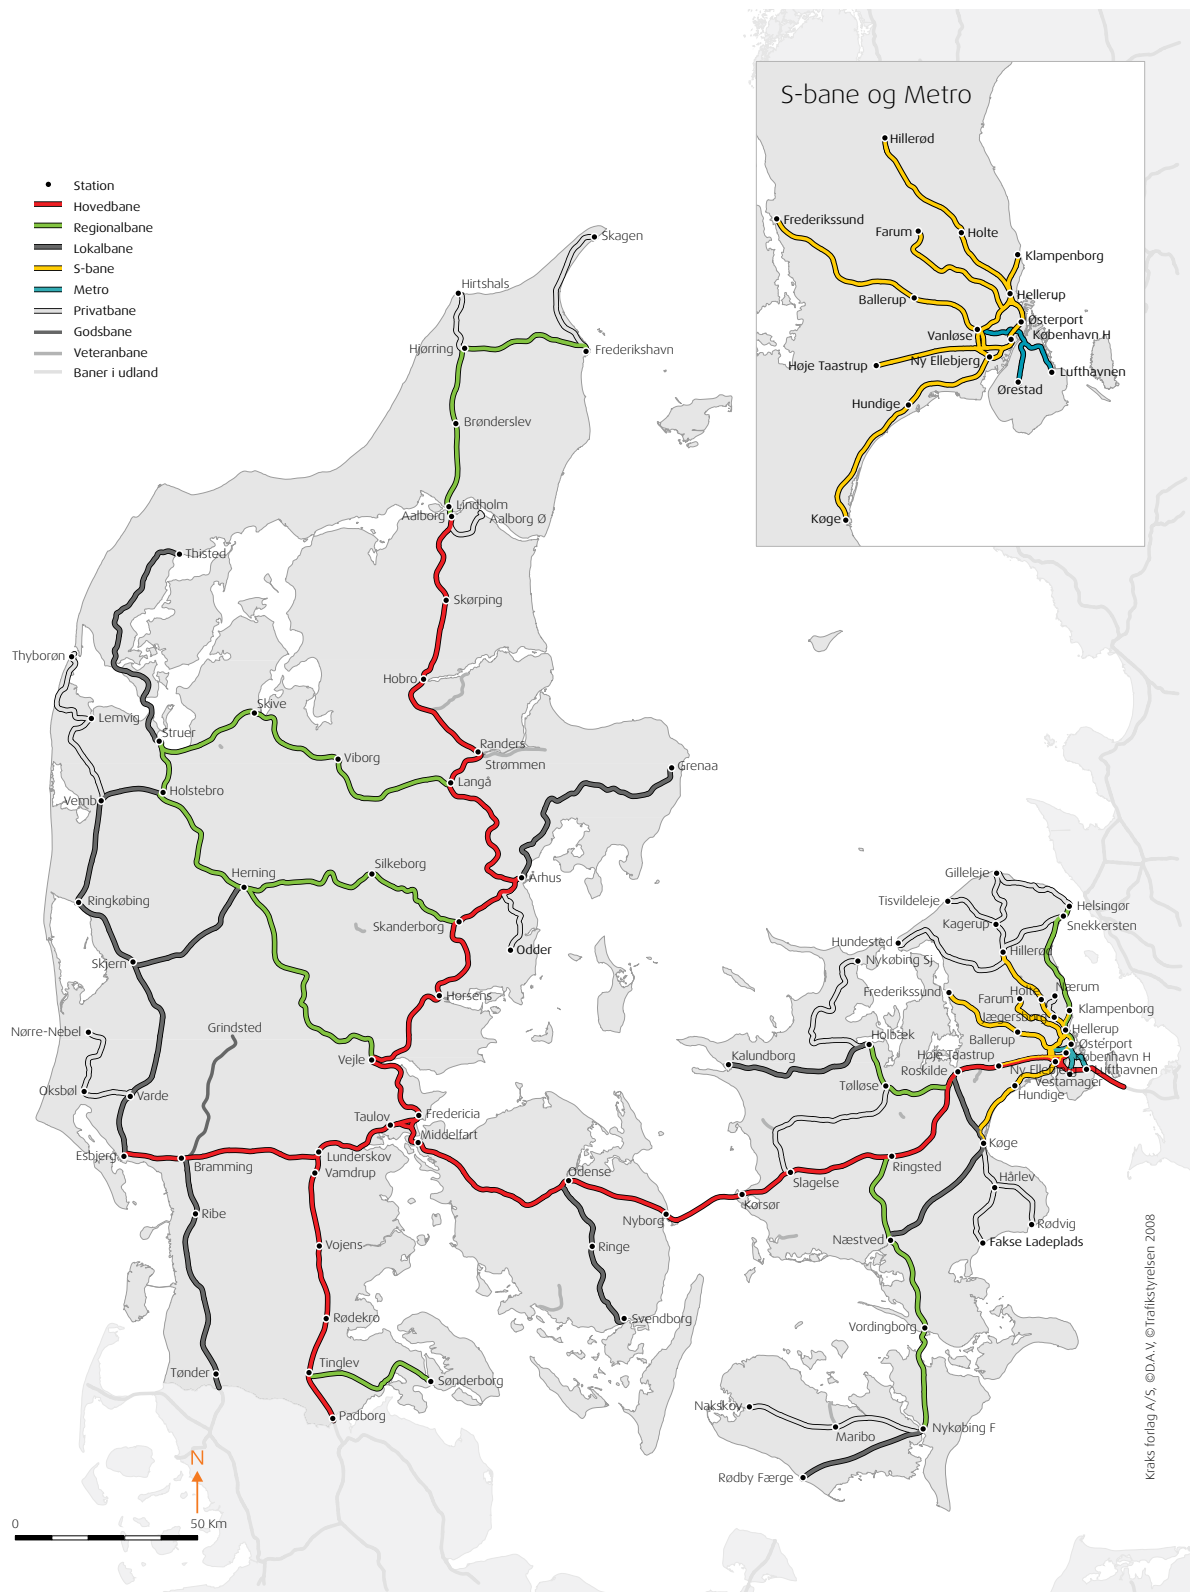 S-bane og Metro
Hillerød
Frederikssund
Farum
Holte
Klampenborg
Ballerup
Hellerup
Østerport
Vanløse
København H
Høje Taastrup
Ny Ellebjerg
Lufthavnen
Ørestad
Hundige
Køge
Station
Hovedbane
Regionalbane
Lokalbane
S-bane
Metro
Privatbane
Godsbane
Veteranbane
Baner i udland
Skagen
Hirtshals
Hjørring
Frederikshavn
Brønderslev
Lindholm
Aalborg
Aalborg Ø
Thisted
Skørping
Thyborøn
Hobro
Lemvig
Skive
Struer
Randers
Viborg
Strømmen
Grenaa
Langå
Holstebro
Vemb
Silkeborg
Herning
Århus
Ringkøbing
Skanderborg
Odder
Skjern
Horsens
Nørre-Nebel
Grindsted
Vejle
Oksbøl
Varde
Taulov
Fredericia
Middelfart
Esbjerg
Bramming
Lunderskov
Vamdrup
Ribe
Odense
Nyborg
Korsør
Vojens
Ringe
Rødekro
Svendborg
Tinglev
Tønder
Sønderborg
Padborg
Gilleleje
Tisvildeleje
Helsingør
Kagerup
Snekkersten
Hundested
Hillerød
Nykøbing Sj
Frederikssund
Farum
Holte
Nærum
Klampenborg
Jægersborg
Hellerup
Ballerup
Holbæk
Østerport
Kalundborg
Høje Taastrup
København H
Roskilde
Ny Ellebjerg
Lufthavnen
Tølløse
Vestamager
Hundige
Køge
Ringsted
Slagelse
Hårlev
Rødvig
Næstved
Fakse Ladeplads
Vordingborg
Nakskov
Maribo
Nykøbing F
Rødby Færge
N
0
50 Km
Kraks forlag A/S, ©D.A.V, ©Trafikstyrelsen 2008